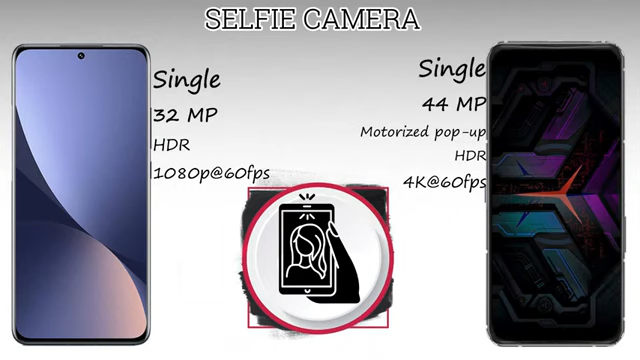 SELFIE CAMERA
Single
32 MP
HDR
1080p@60fps
Single
44 MP
Motorized pop-up
HDR
4K@60fps